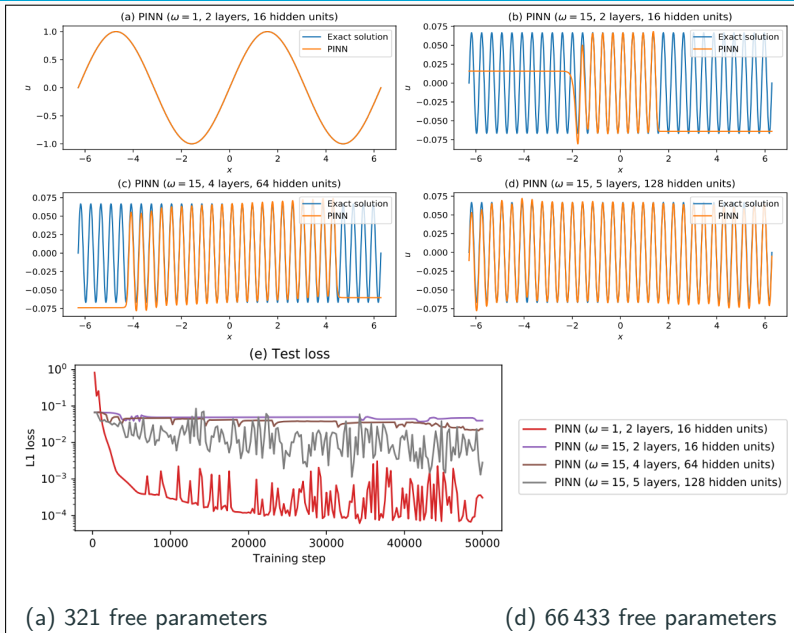 (a) PINN (ω = 1, 2 layers, 16 hidden units)
Exact solution
PINN
1.0
0.5
0.0
−0.5
−1.0
u
−6 −4 −2 0 2 4 6
x
(b) PINN (ω = 15, 2 layers, 16 hidden units)
Exact solution
PINN
0.075
0.050
0.025
0.000
−0.025
−0.050
−0.075
u
−6 −4 −2 0 2 4 6
x
(c) PINN (ω = 15, 4 layers, 64 hidden units)
Exact solution
PINN
0.075
0.050
0.025
0.000
−0.025
−0.050
−0.075
u
−6 −4 −2 0 2 4 6
x
(d) PINN (ω = 15, 5 layers, 128 hidden units)
Exact solution
PINN
0.075
0.050
0.025
0.000
−0.025
−0.050
−0.075
u
−6 −4 −2 0 2 4 6
x
(e) Test loss
10⁰
10⁻¹
10⁻²
10⁻³
10⁻⁴
L1 loss
0 10000 20000 30000 40000 50000
Training step
PINN (ω = 1, 2 layers, 16 hidden units)
PINN (ω = 15, 2 layers, 16 hidden units)
PINN (ω = 15, 4 layers, 64 hidden units)
PINN (ω = 15, 5 layers, 128 hidden units)
(a) 321 free parameters
(d) 66 433 free parameters